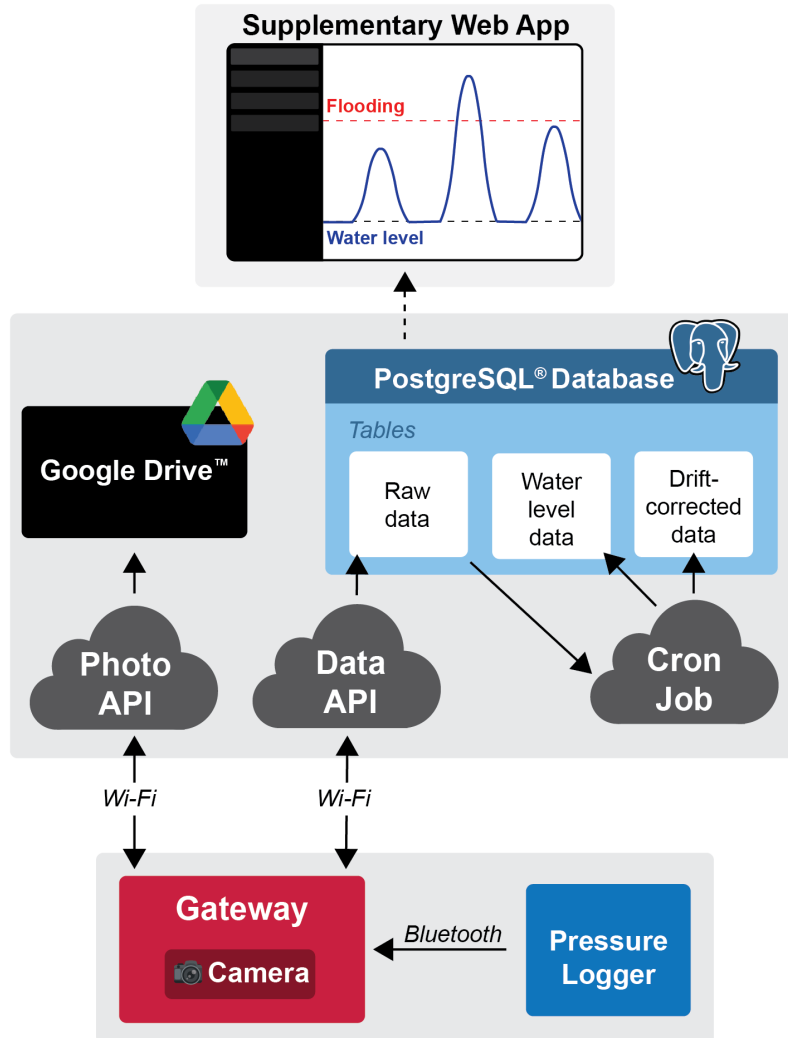 Supplementary Web App
Flooding
Water level
PostgreSQL® Database
Tables
Google Drive™
Raw
data
Water
level
data
Drift-
corrected
data
Photo
API
Data
API
Cron
Job
Wi-Fi
Wi-Fi
Gateway
Camera
Bluetooth
Pressure
Logger